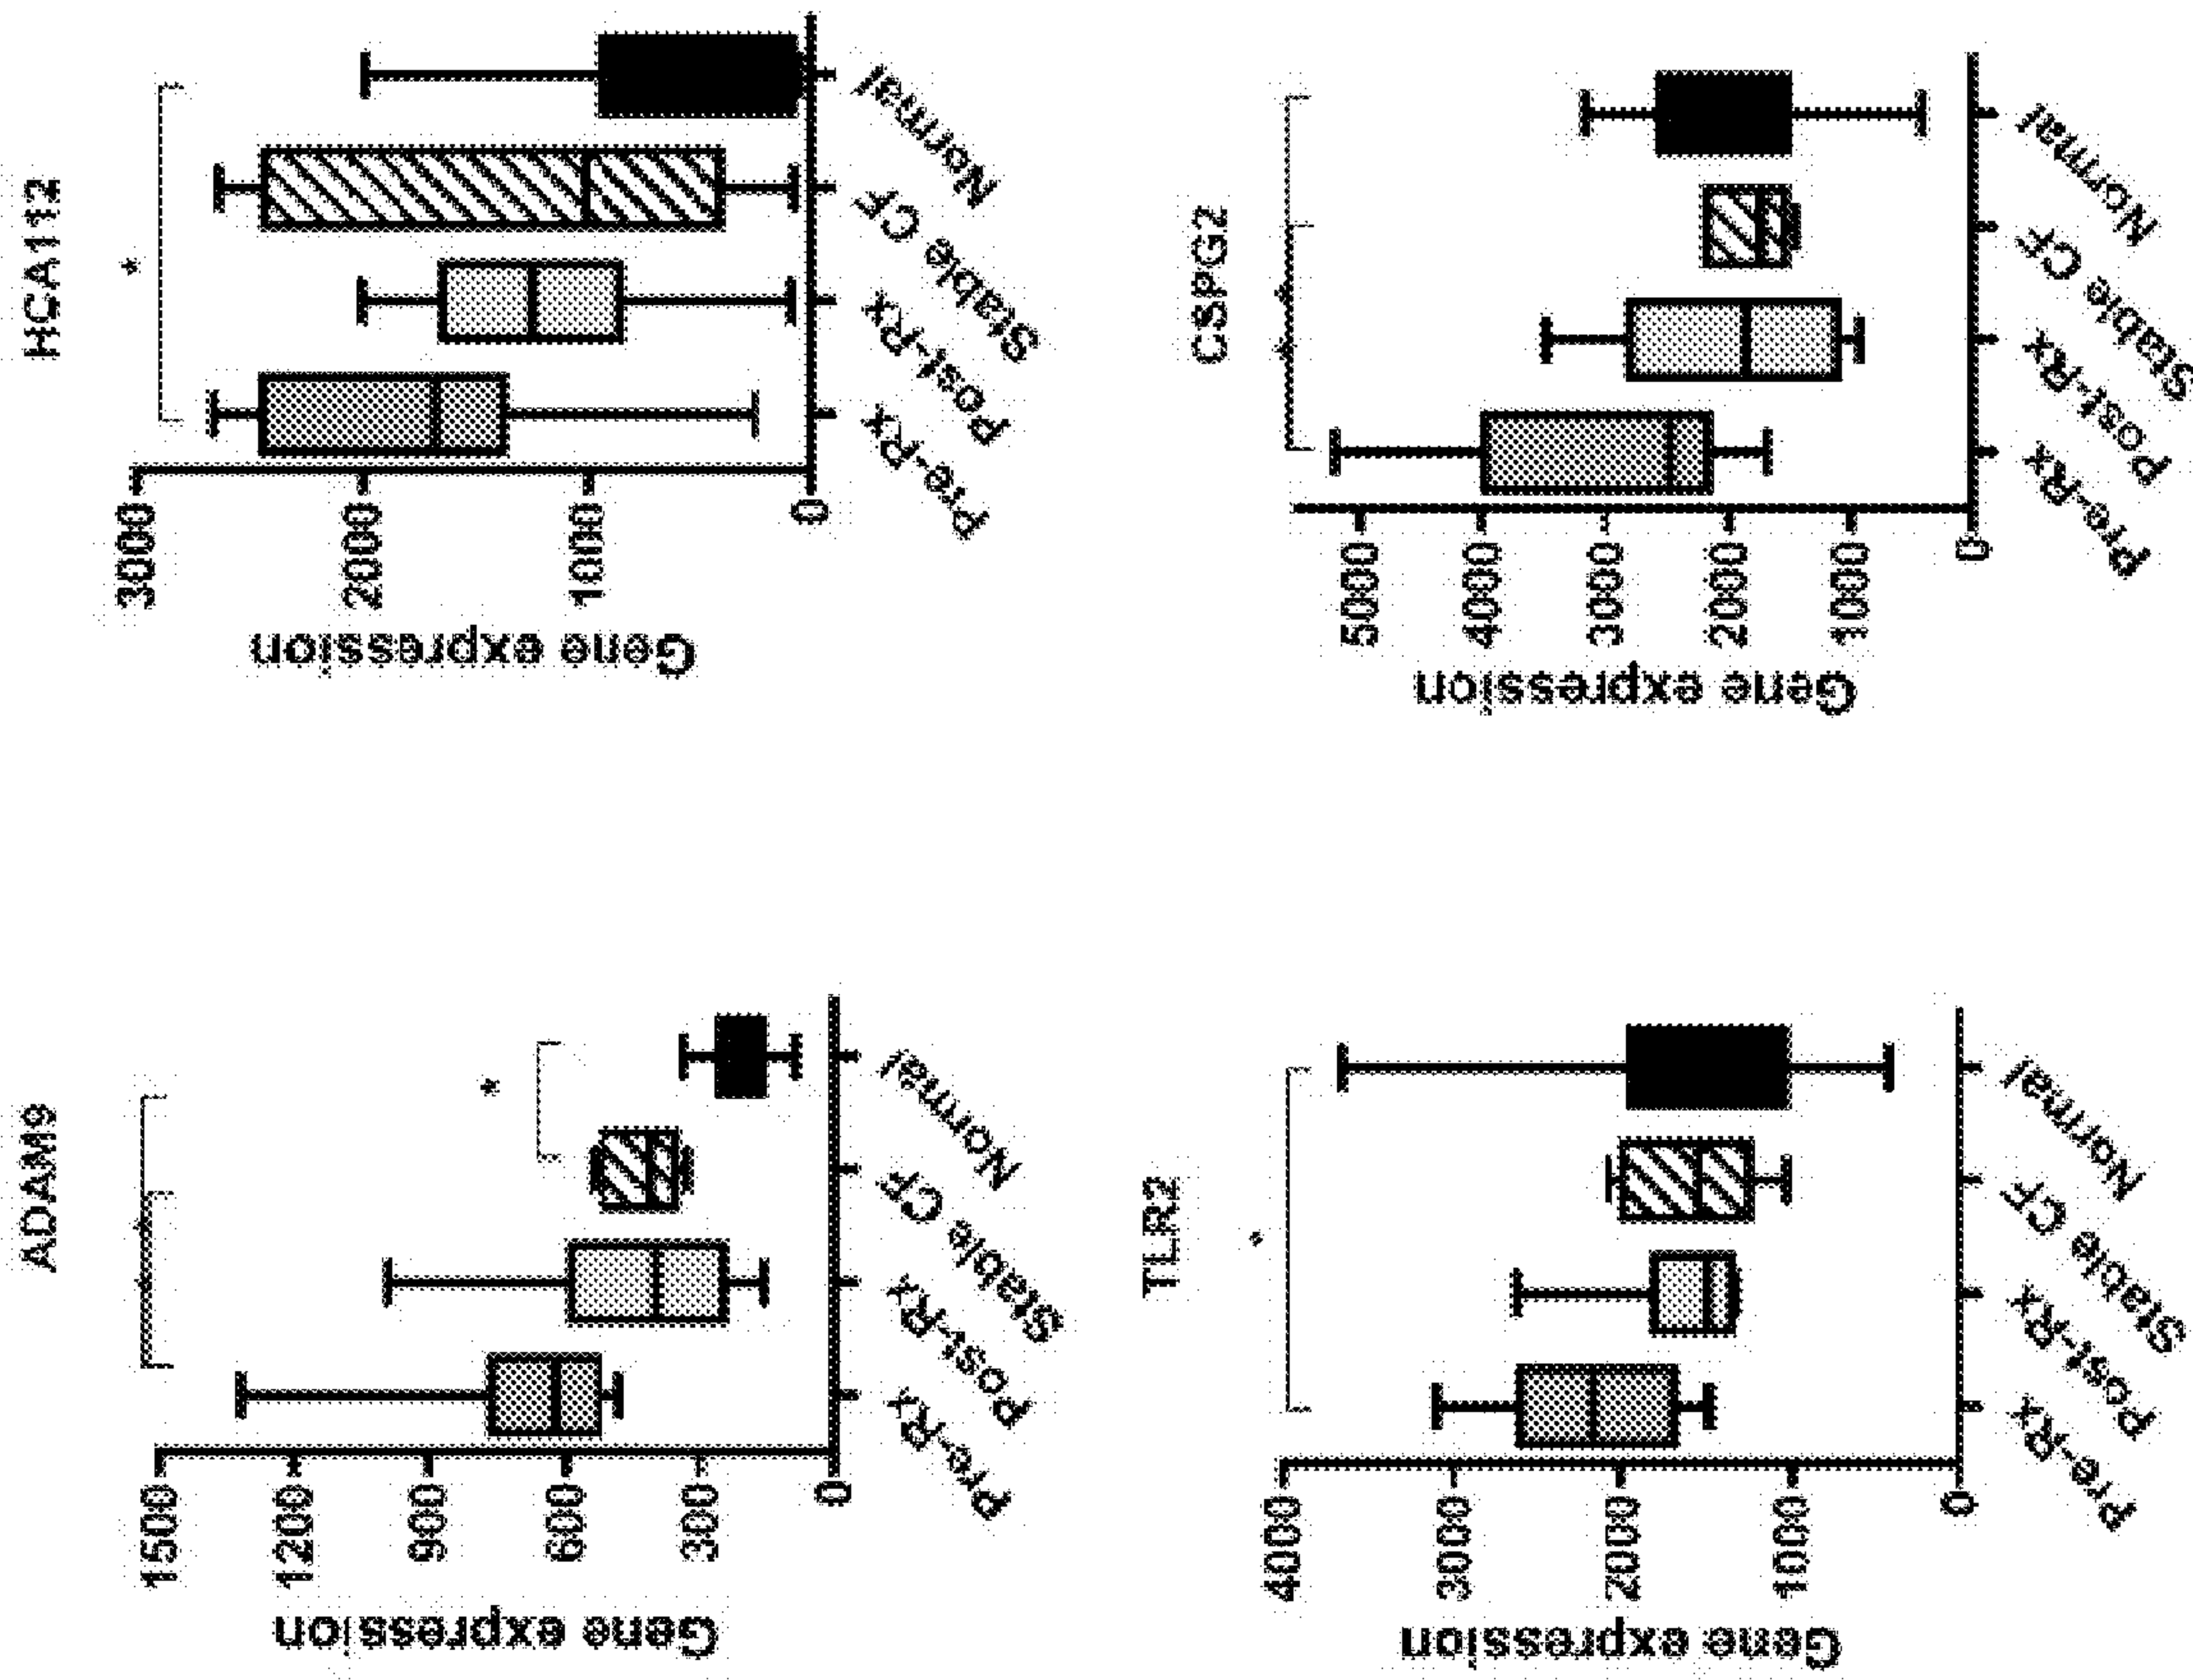 ADAM9
*
*
Gene expression
1500
1200
900
600
300
0
Pre-Rx
Post-Rx
Stable CF
Normal
HCA112
*
Gene expression
3000
2000
1000
0
Pre-Rx
Post-Rx
Stable CF
Normal
TLR2
*
Gene expression
4000
3000
2000
1000
0
Pre-Rx
Post-Rx
Stable CF
Normal
CSPG2
*
*
Gene expression
5000
4000
3000
2000
1000
0
Pre-Rx
Post-Rx
Stable CF
Normal